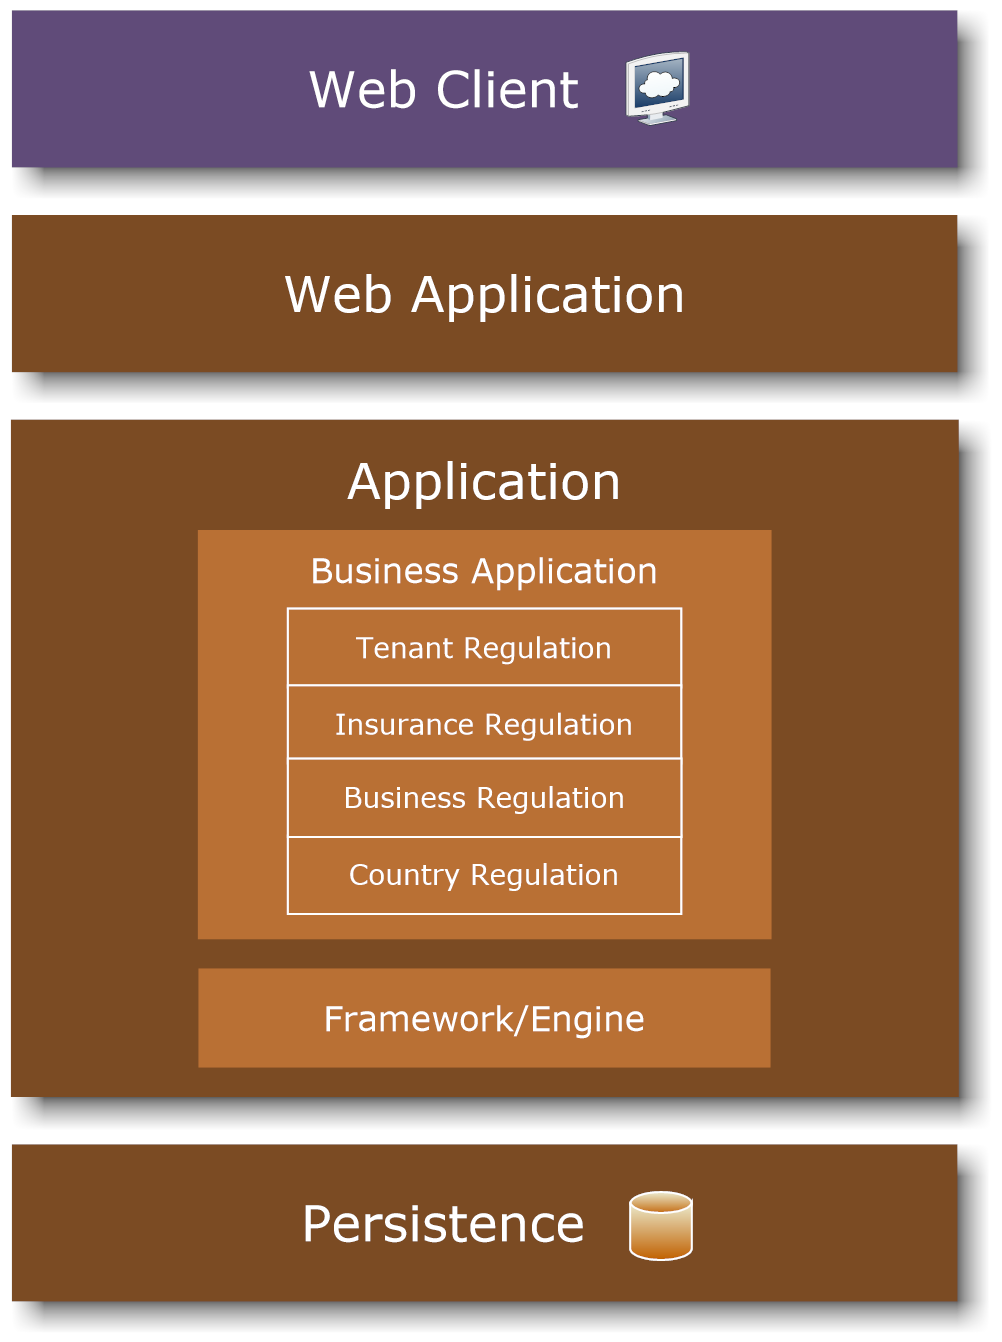 Web Client
Web Application
Application
Business Application
Tenant Regulation
Insurance Regulation
Business Regulation
Country Regulation
Framework/Engine
Persistence